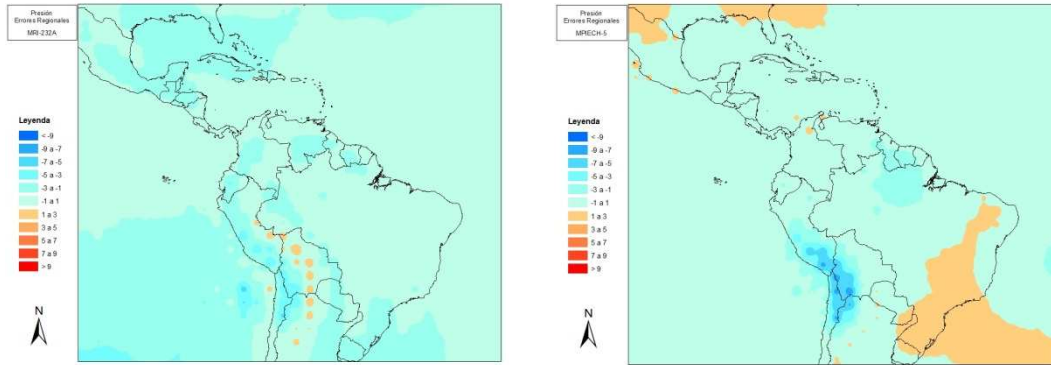 Presión
Errores Regionales
MRI-232A
Leyenda
< -9
-9 a -7
-7 a -5
-5 a -3
-3 a -1
-1 a 1
1 a 3
3 a 5
5 a 7
7 a 9
> 9
N
Presión
Errores Regionales
MPIECH-5
Leyenda
< -9
-9 a -7
-7 a -5
-5 a -3
-3 a -1
-1 a 1
1 a 3
3 a 5
5 a 7
7 a 9
> 9
N